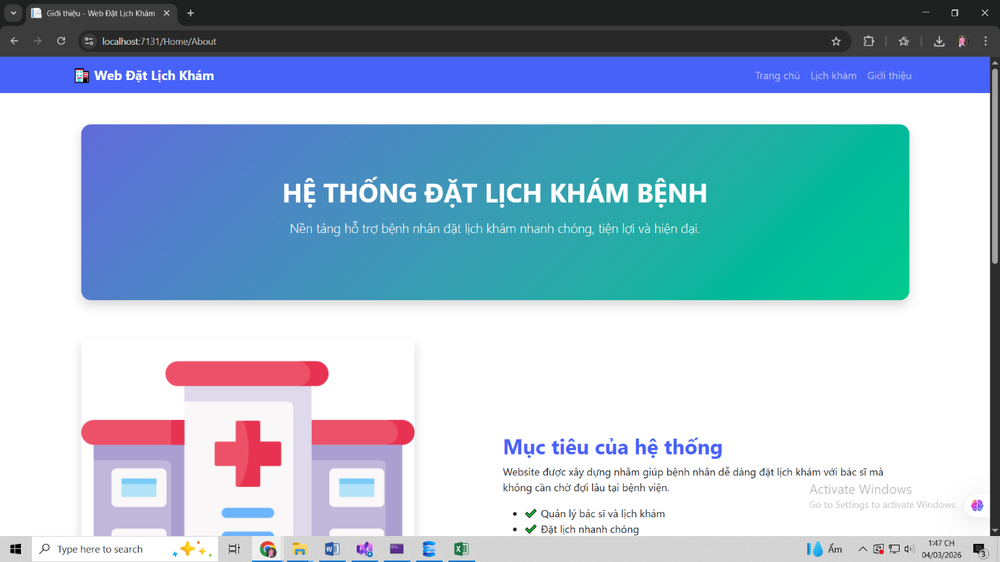 Giới thiệu - Web Đặt Lịch Khám
localhost:7131/Home/About
Web Đặt Lịch Khám
Trang chủ Lịch khám Giới thiệu
HỆ THỐNG ĐẶT LỊCH KHÁM BỆNH
Nền tảng hỗ trợ bệnh nhân đặt lịch khám nhanh chóng, tiện lợi và hiện đại.
Mục tiêu của hệ thống
Website được xây dựng nhằm giúp bệnh nhân dễ dàng đặt lịch khám với bác sĩ mà
không cần chờ đợi lâu tại bệnh viện.
Quản lý bác sĩ và lịch khám
Đặt lịch nhanh chóng
Activate Windows
Go to Settings to activate Windows.
Type here to search
Ẩm
1:47 CH
04/03/2026
3